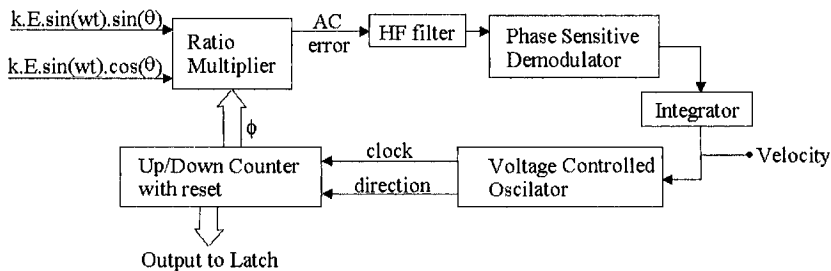 k.E.sin(wt).sin(θ)
k.E.sin(wt).cos(θ)
Ratio
Multiplier
AC
error
HF filter
Phase Sensitive
Demodulator
Integrator
Velocity
ϕ
Up/Down Counter
with reset
clock
direction
Voltage Controlled
Oscilator
Output to Latch